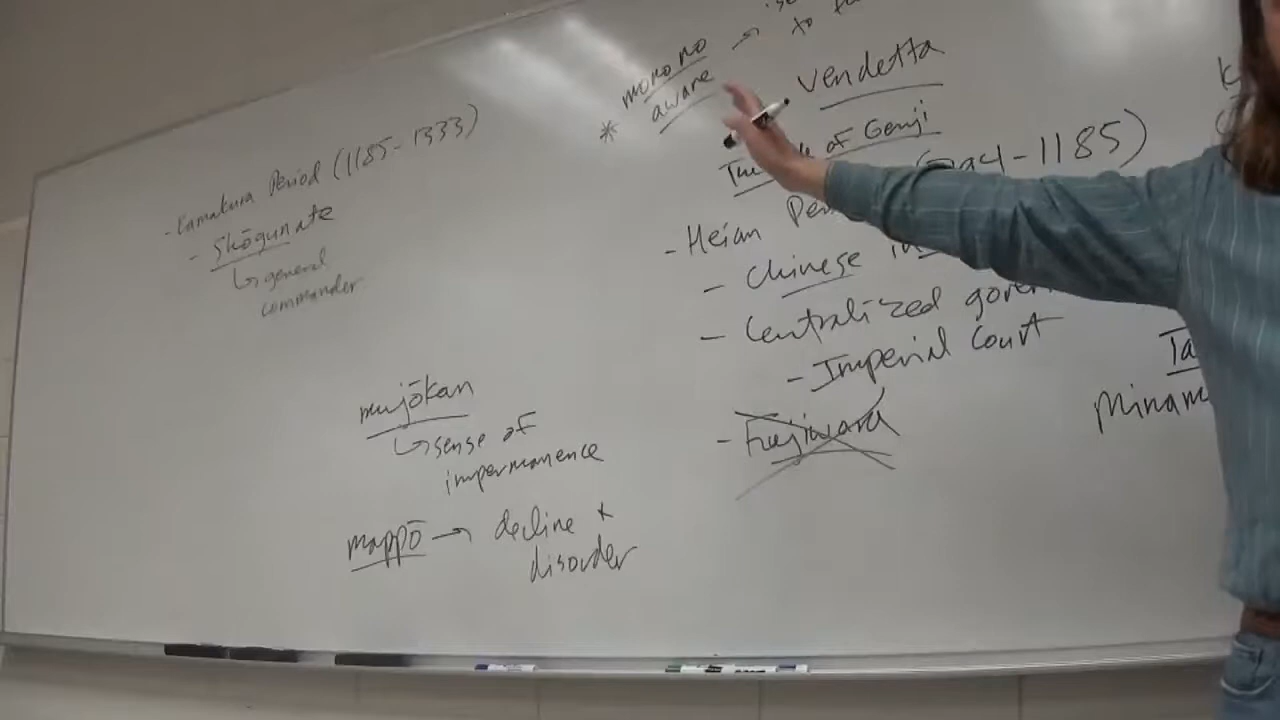 - Kamakura Period (1185-1333)
- Shōgunate
↳ general
commander
mujōkan
↳ sense of
impermanence
mappō → decline +
disorder
* mono no
aware →
to
Vendetta
of Genji
- Heian
1185)
- Chinese
- Centralized
- Imperial Court
- Fujiwara